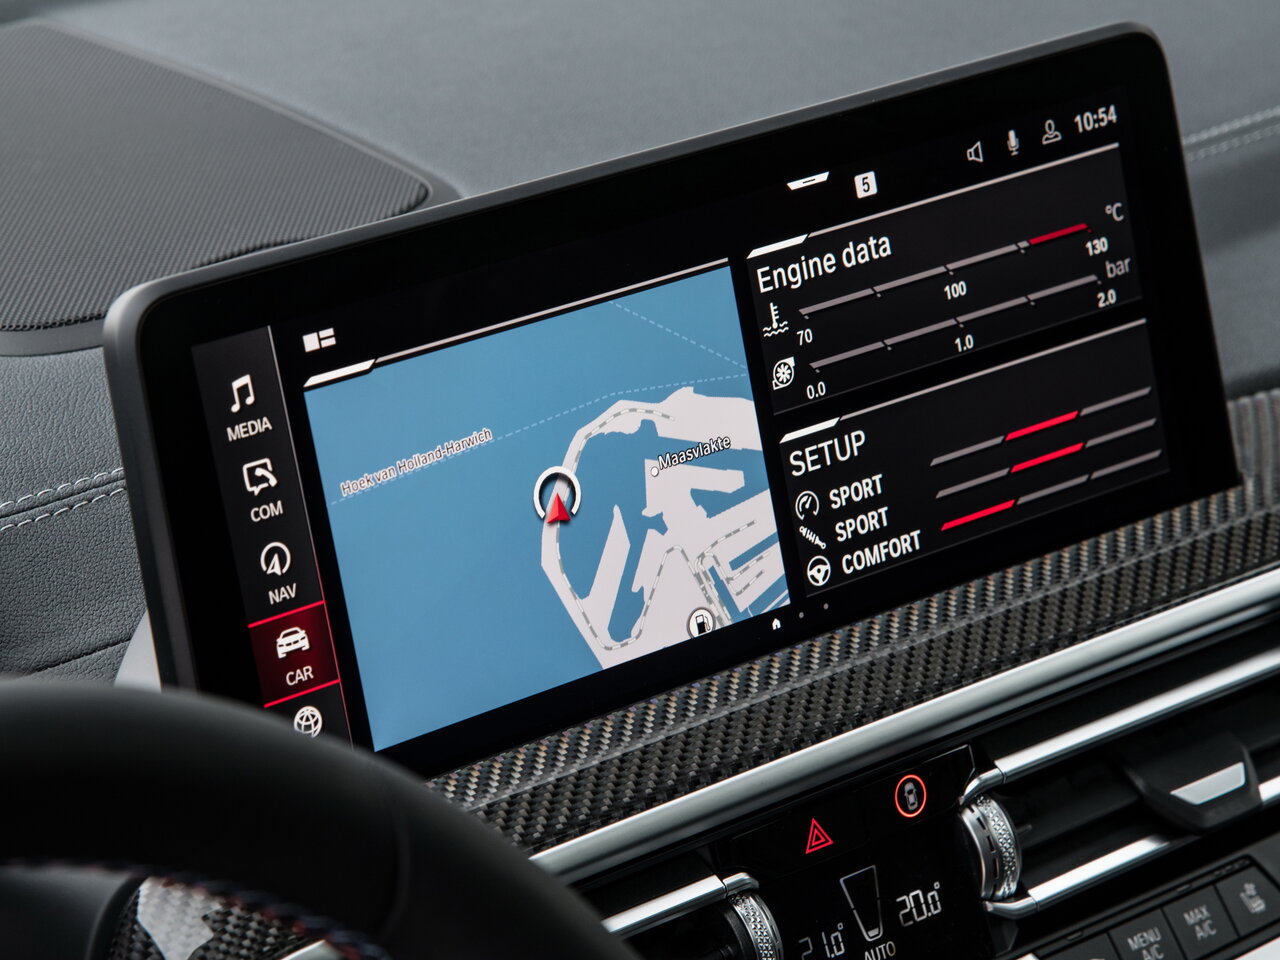 10:54
5
MEDIA
COM
NAV
CAR
Hoek van Holland-Harwich
Maasvlakte
Engine data
°C
70
100
130
bar
0.0
1.0
2.0
SETUP
SPORT
SPORT
COMFORT
21.0°
AUTO
20.0°
MENU
A/C
MAX
A/C